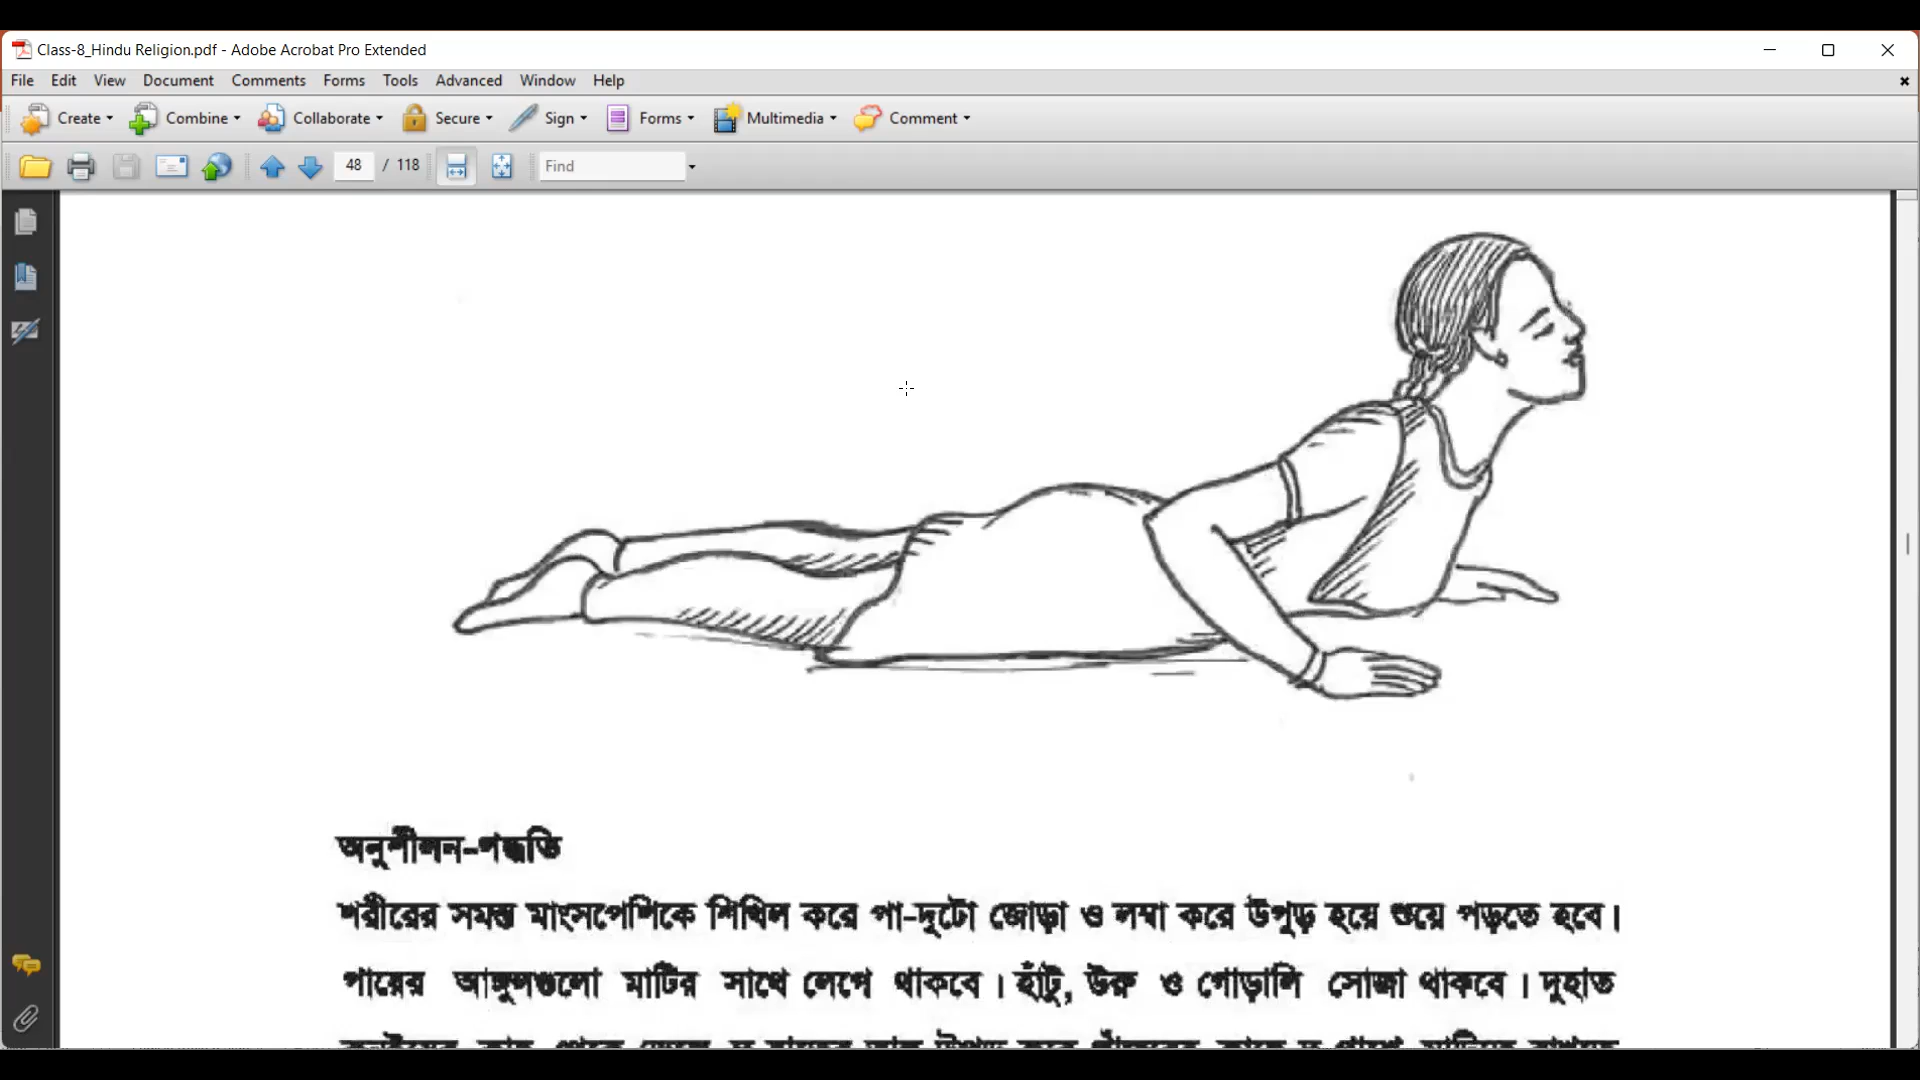 Class-8_Hindu Religion.pdf - Adobe Acrobat Pro Extended
File Edit View Document Comments Forms Tools Advanced Window Help
Create Combine Collaborate Secure Sign Forms Multimedia Comment
48 / 118 Find
অনুশীলন-পদ্ধতি
শরীরের সমস্ত মাংসপেশিকে শিথিল করে পা-দুটো জোড়া ও লম্বা করে উপুড় হয়ে শুয়ে পড়তে হবে।
পায়ের আঙ্গুলগুলো মাটির সাথে লেগে থাকবে। হাঁটু, উরু ও গোড়ালি সোজা থাকবে। দুহাত